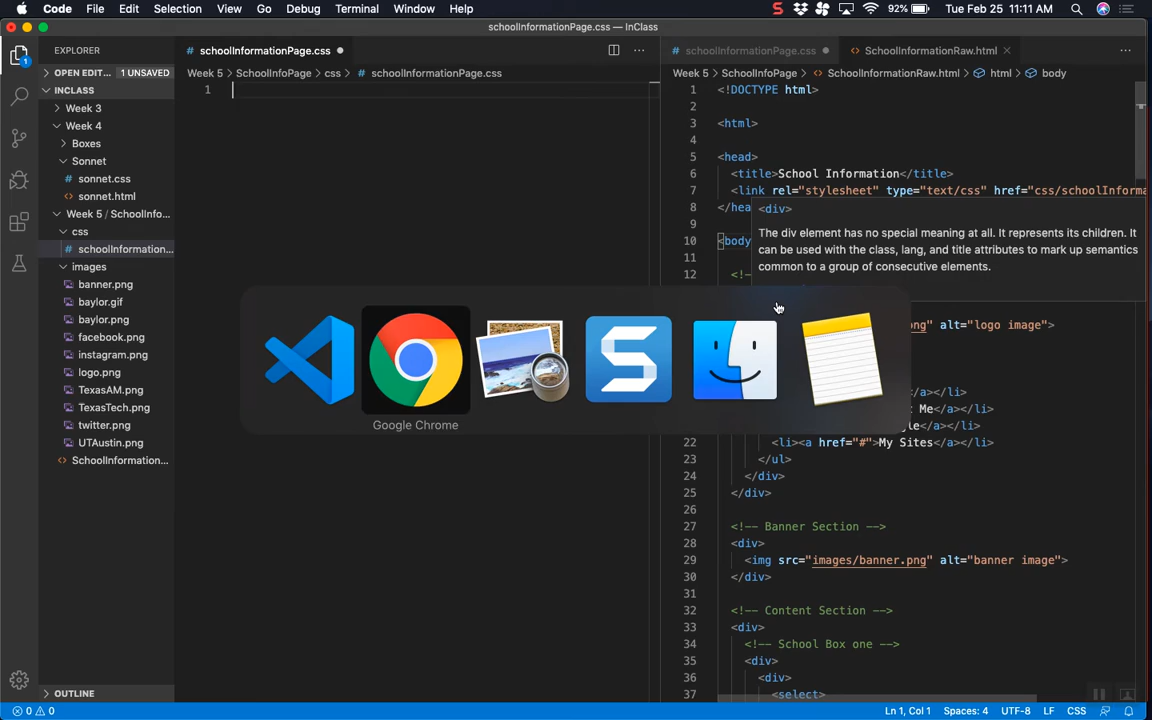 Code File Edit Selection View Go Debug Terminal Window Help 92% Tue Feb 25 11:11 AM
schoolInformationPage.css — InClass
EXPLORER
OPEN EDIT... 1 UNSAVED
INCLASS
Week 3
Week 4
Boxes
Sonnet
sonnet.css
sonnet.html
Week 5 / SchoolInfo...
css
schoolInformation...
images
banner.png
baylor.gif
baylor.png
facebook.png
instagram.png
logo.png
TexasAM.png
TexasTech.png
twitter.png
UTAustin.png
SchoolInformation...
OUTLINE
schoolInformationPage.css
Week 5 > SchoolInfoPage > css > # schoolInformationPage.css
1
schoolInformationPage.css SchoolInformationRaw.html
Week 5 > SchoolInfoPage > SchoolInformationRaw.html > html > body
1 <!DOCTYPE html>
2
3 <html>
4
5 <head>
6 <title>School Information</title>
7 <link rel="stylesheet" type="text/css" href="css/schoolInforma
8 </hea
9
10 <body
11
12 <!--
<div>
The div element has no special meaning at all. It represents its children. It
can be used with the class, lang, and title attributes to mark up semantics
common to a group of consecutive elements.
ng" alt="logo image">
</a></li>
t Me</a></li>
gle</a></li>
22 <li><a href="#">My Sites</a></li>
23 </ul>
24 </div>
25 </div>
26
27 <!-- Banner Section -->
28 <div>
29 <img src="images/banner.png" alt="banner image">
30 </div>
31
32 <!-- Content Section -->
33 <div>
34 <!-- School Box one -->
35 <div>
36 <div>
37 <select>
Google Chrome
0 0 Ln 1, Col 1 Spaces: 4 UTF-8 LF CSS